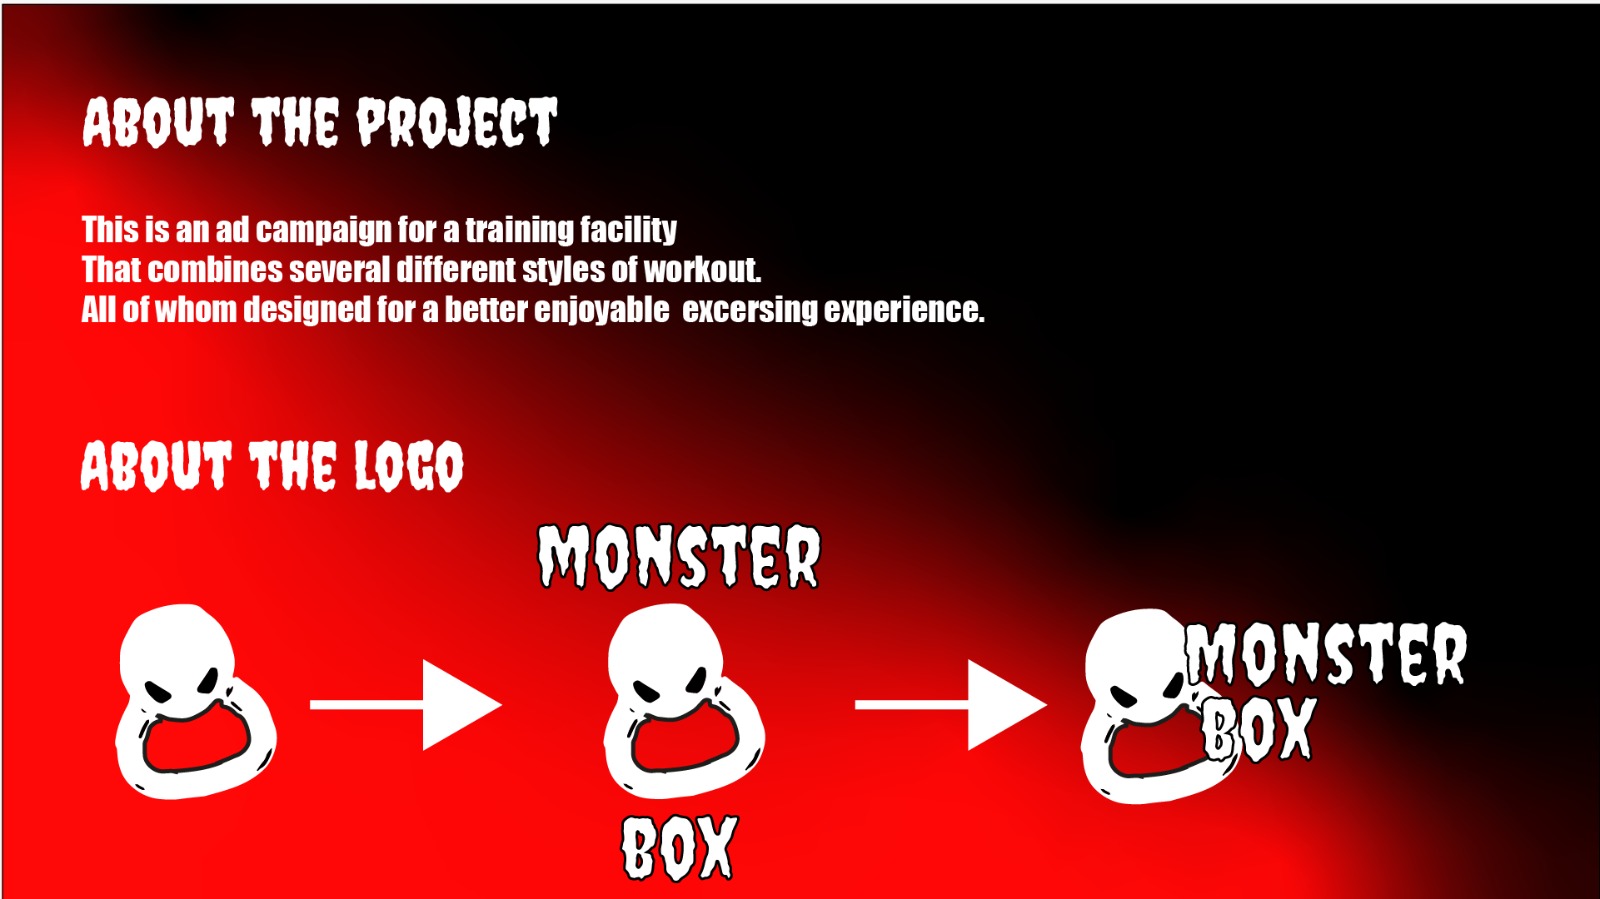 ABOUT THE PROJECT
This is an ad campaign for a training facility
That combines several different styles of workout.
All of whom designed for a better enjoyable  excersing experience.
ABOUT THE LOGO
MONSTER
BOX
MONSTER
BOX